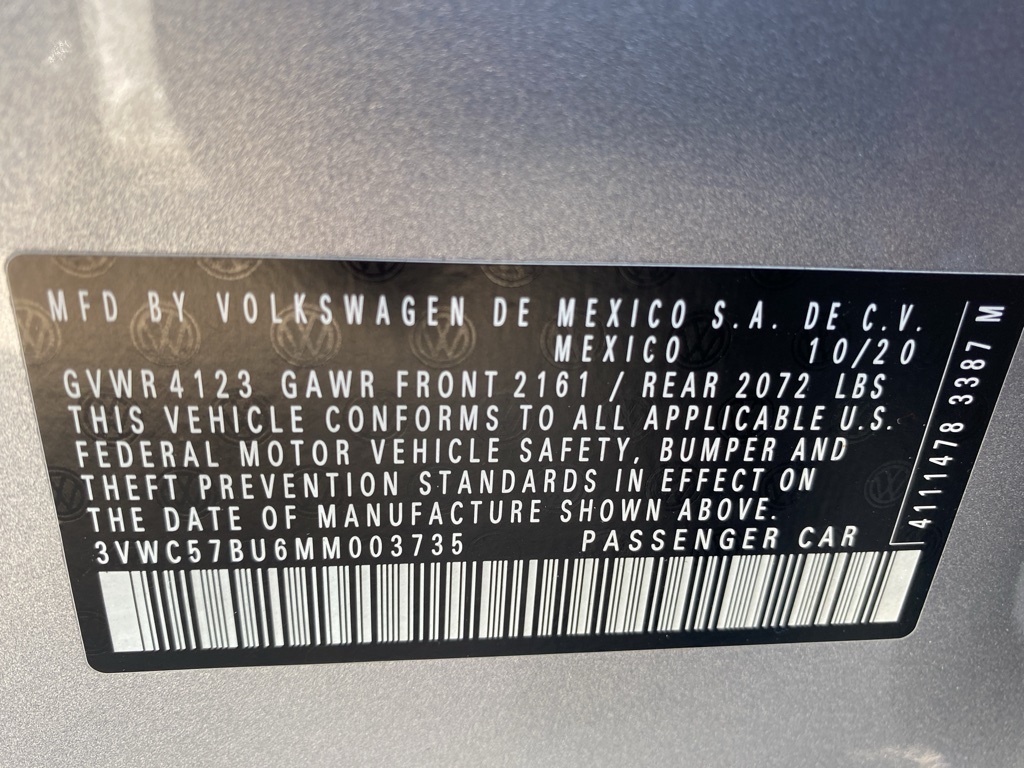 MFD BY VOLKSWAGEN DE MEXICO S.A. DE C.V.
MEXICO 10/20
GVWR 4123 GAWR FRONT 2161 / REAR 2072 LBS
THIS VEHICLE CONFORMS TO ALL APPLICABLE U.S.
FEDERAL MOTOR VEHICLE SAFETY, BUMPER AND
THEFT PREVENTION STANDARDS IN EFFECT ON
THE DATE OF MANUFACTURE SHOWN ABOVE.
3VWC57BU6MM003735 PASSENGER CAR
4111478 3387 M